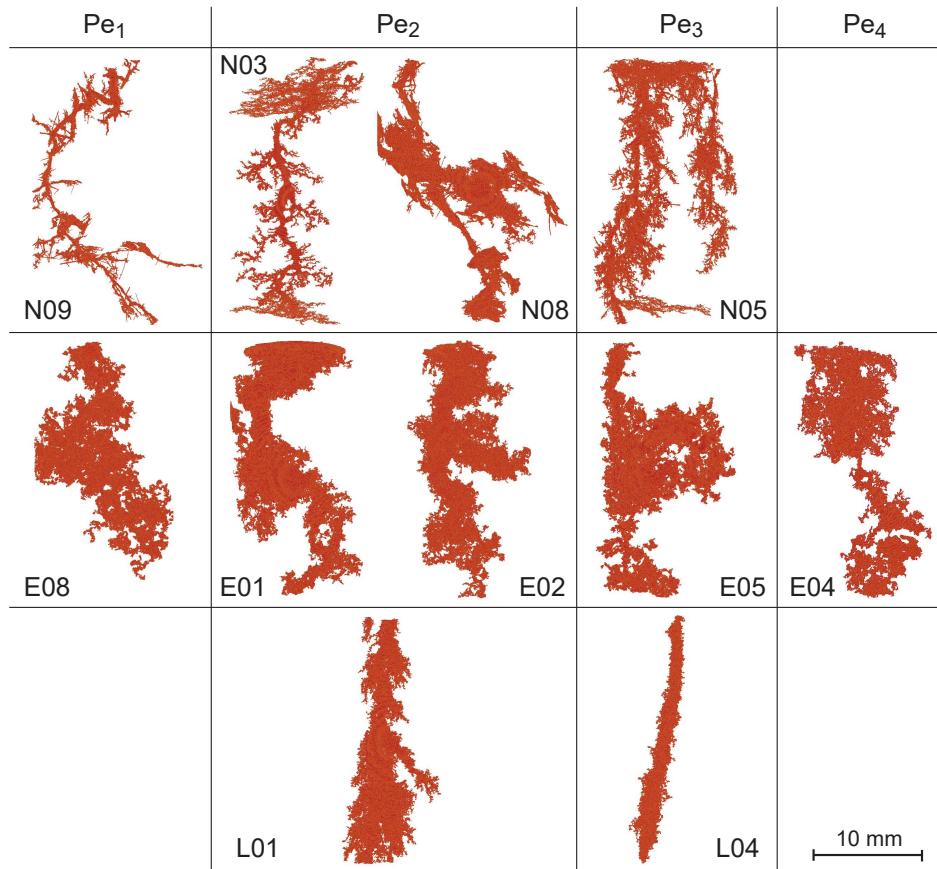 Pe₁ Pe₂ Pe₃ Pe₄
N03
N09 N08 N05
E08 E01 E02 E05 E04
10 mm
L01 L04